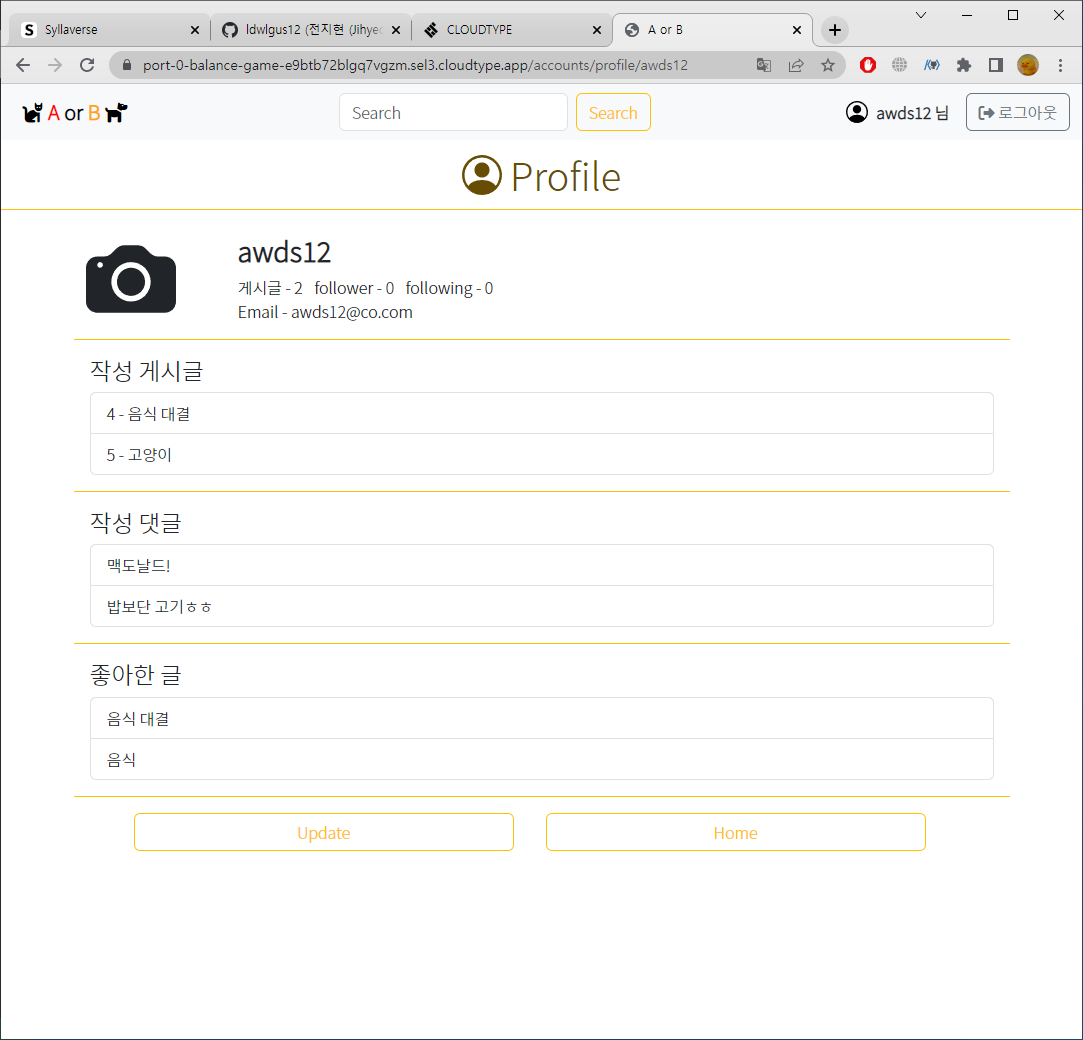 Syllaverse
ldwlgus12 (전지현 (Jihyeo
CLOUDTYPE
A or B
port-0-balance-game-e9btb72blgq7vgzm.sel3.cloudtype.app/accounts/profile/awds12
A or B
Search
Search
awds12 님
로그아웃
Profile
awds12
게시글 - 2 follower - 0 following - 0
Email - awds12@co.com
작성 게시글
4 - 음식 대결
5 - 고양이
작성 댓글
맥도날드!
밥보단 고기ㅎㅎ
좋아한 글
음식 대결
음식
Update
Home